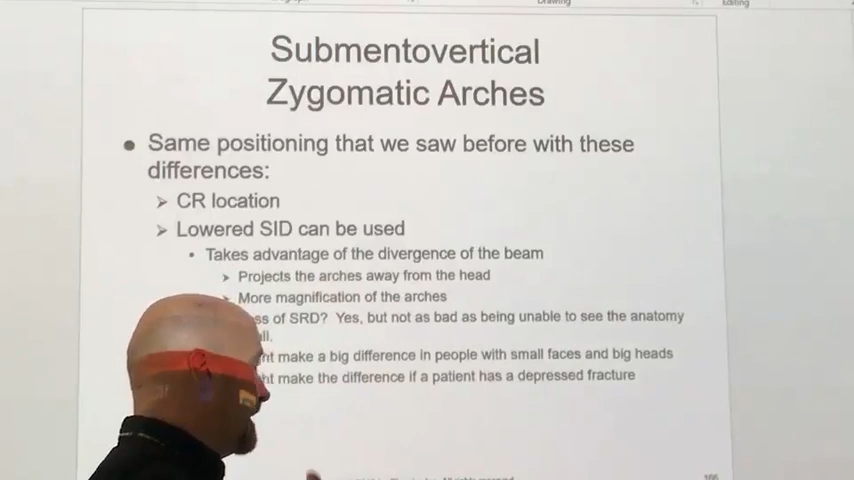 Drawing
Editing
Submentovertical
Zygomatic Arches
● Same positioning that we saw before with these
differences:
➢ CR location
➢ Lowered SID can be used
• Takes advantage of the divergence of the beam
➢ Projects the arches away from the head
➢ More magnification of the arches
of SRD? Yes, but not as bad as being unable to see the anatomy
make a big difference in people with small faces and big heads
make the difference if a patient has a depressed fracture